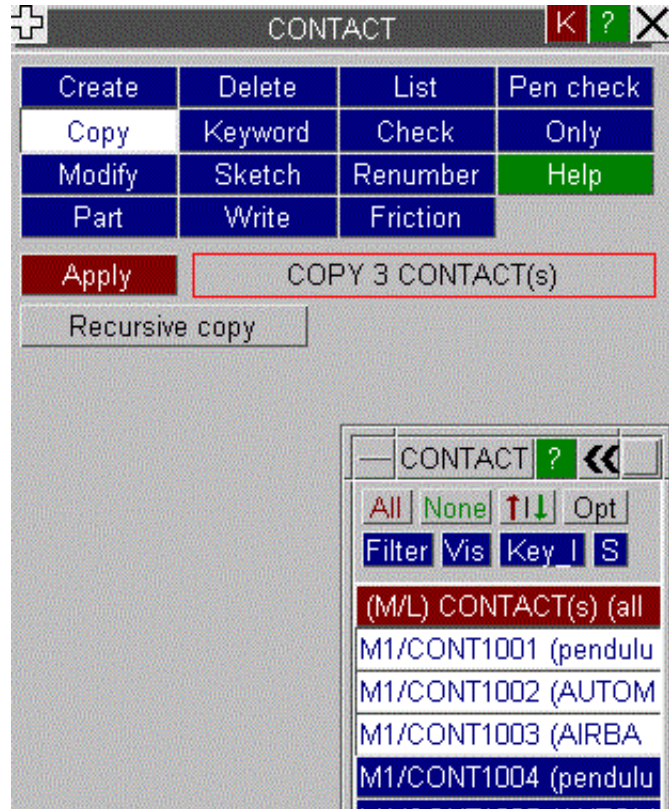 CONTACT K ? X
Create Delete List Pen check
Copy Keyword Check Only
Modify Sketch Renumber Help
Part Write Friction
Apply COPY 3 CONTACT(s)
Recursive copy
CONTACT ?
All None Opt
Filter Vis Key_I S
(M/L) CONTACT(s) (all
M1/CONT1001 (pendulu
M1/CONT1002 (AUTOM
M1/CONT1003 (AIRBA
M1/CONT1004 (pendulu